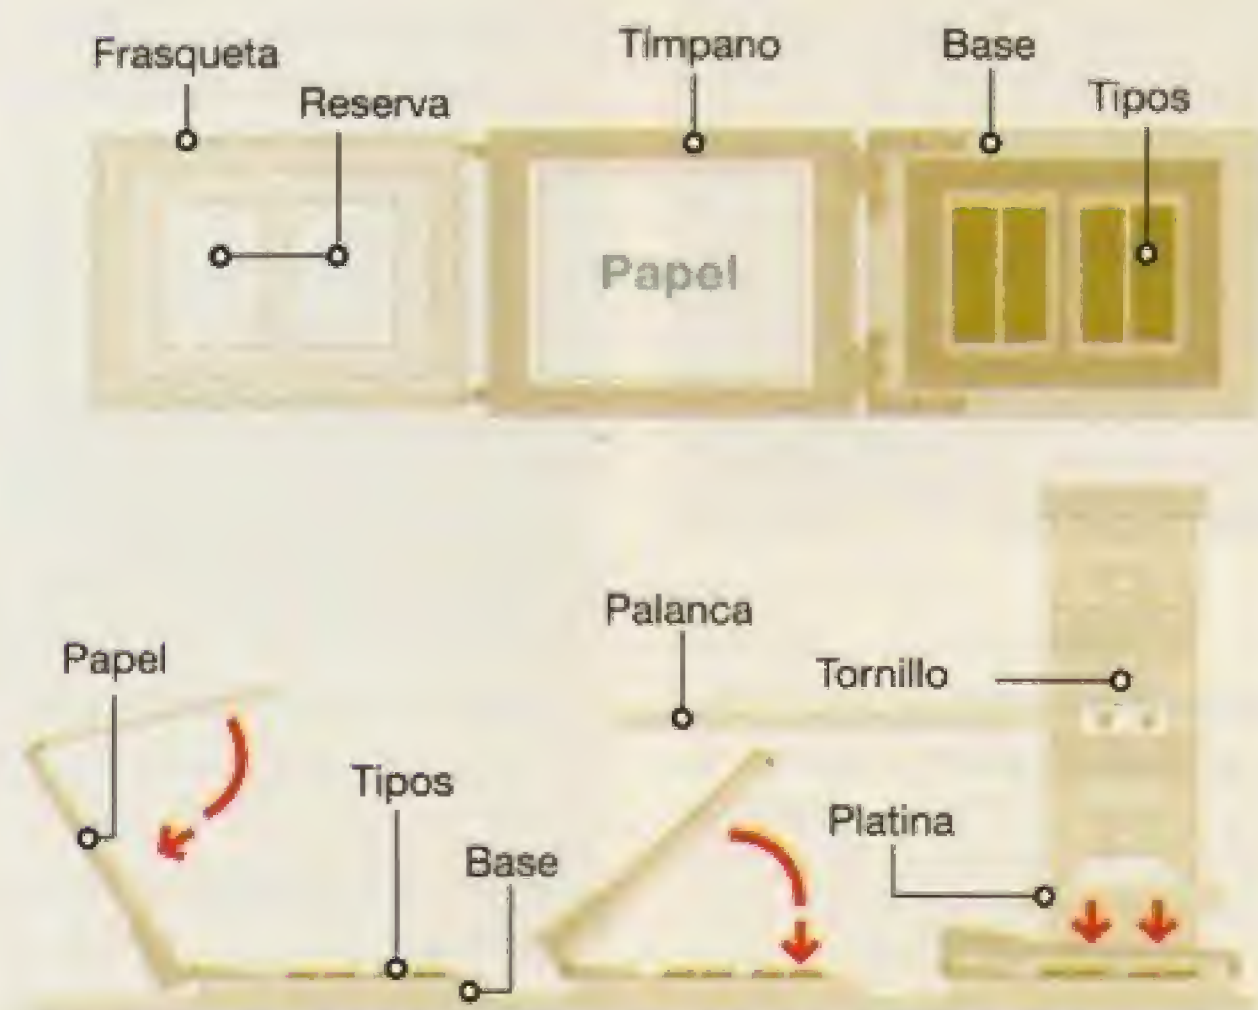 Frasqueta
Reserva
Tímpano
Base
Tipos
Papel
Palanca
Papel
Tornillo
Tipos
Base
Platina